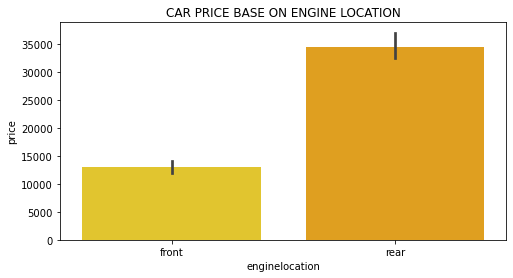 CAR PRICE BASE ON ENGINE LOCATION
35000
30000
25000
20000
15000
10000
5000
0
price
front
rear
enginelocation